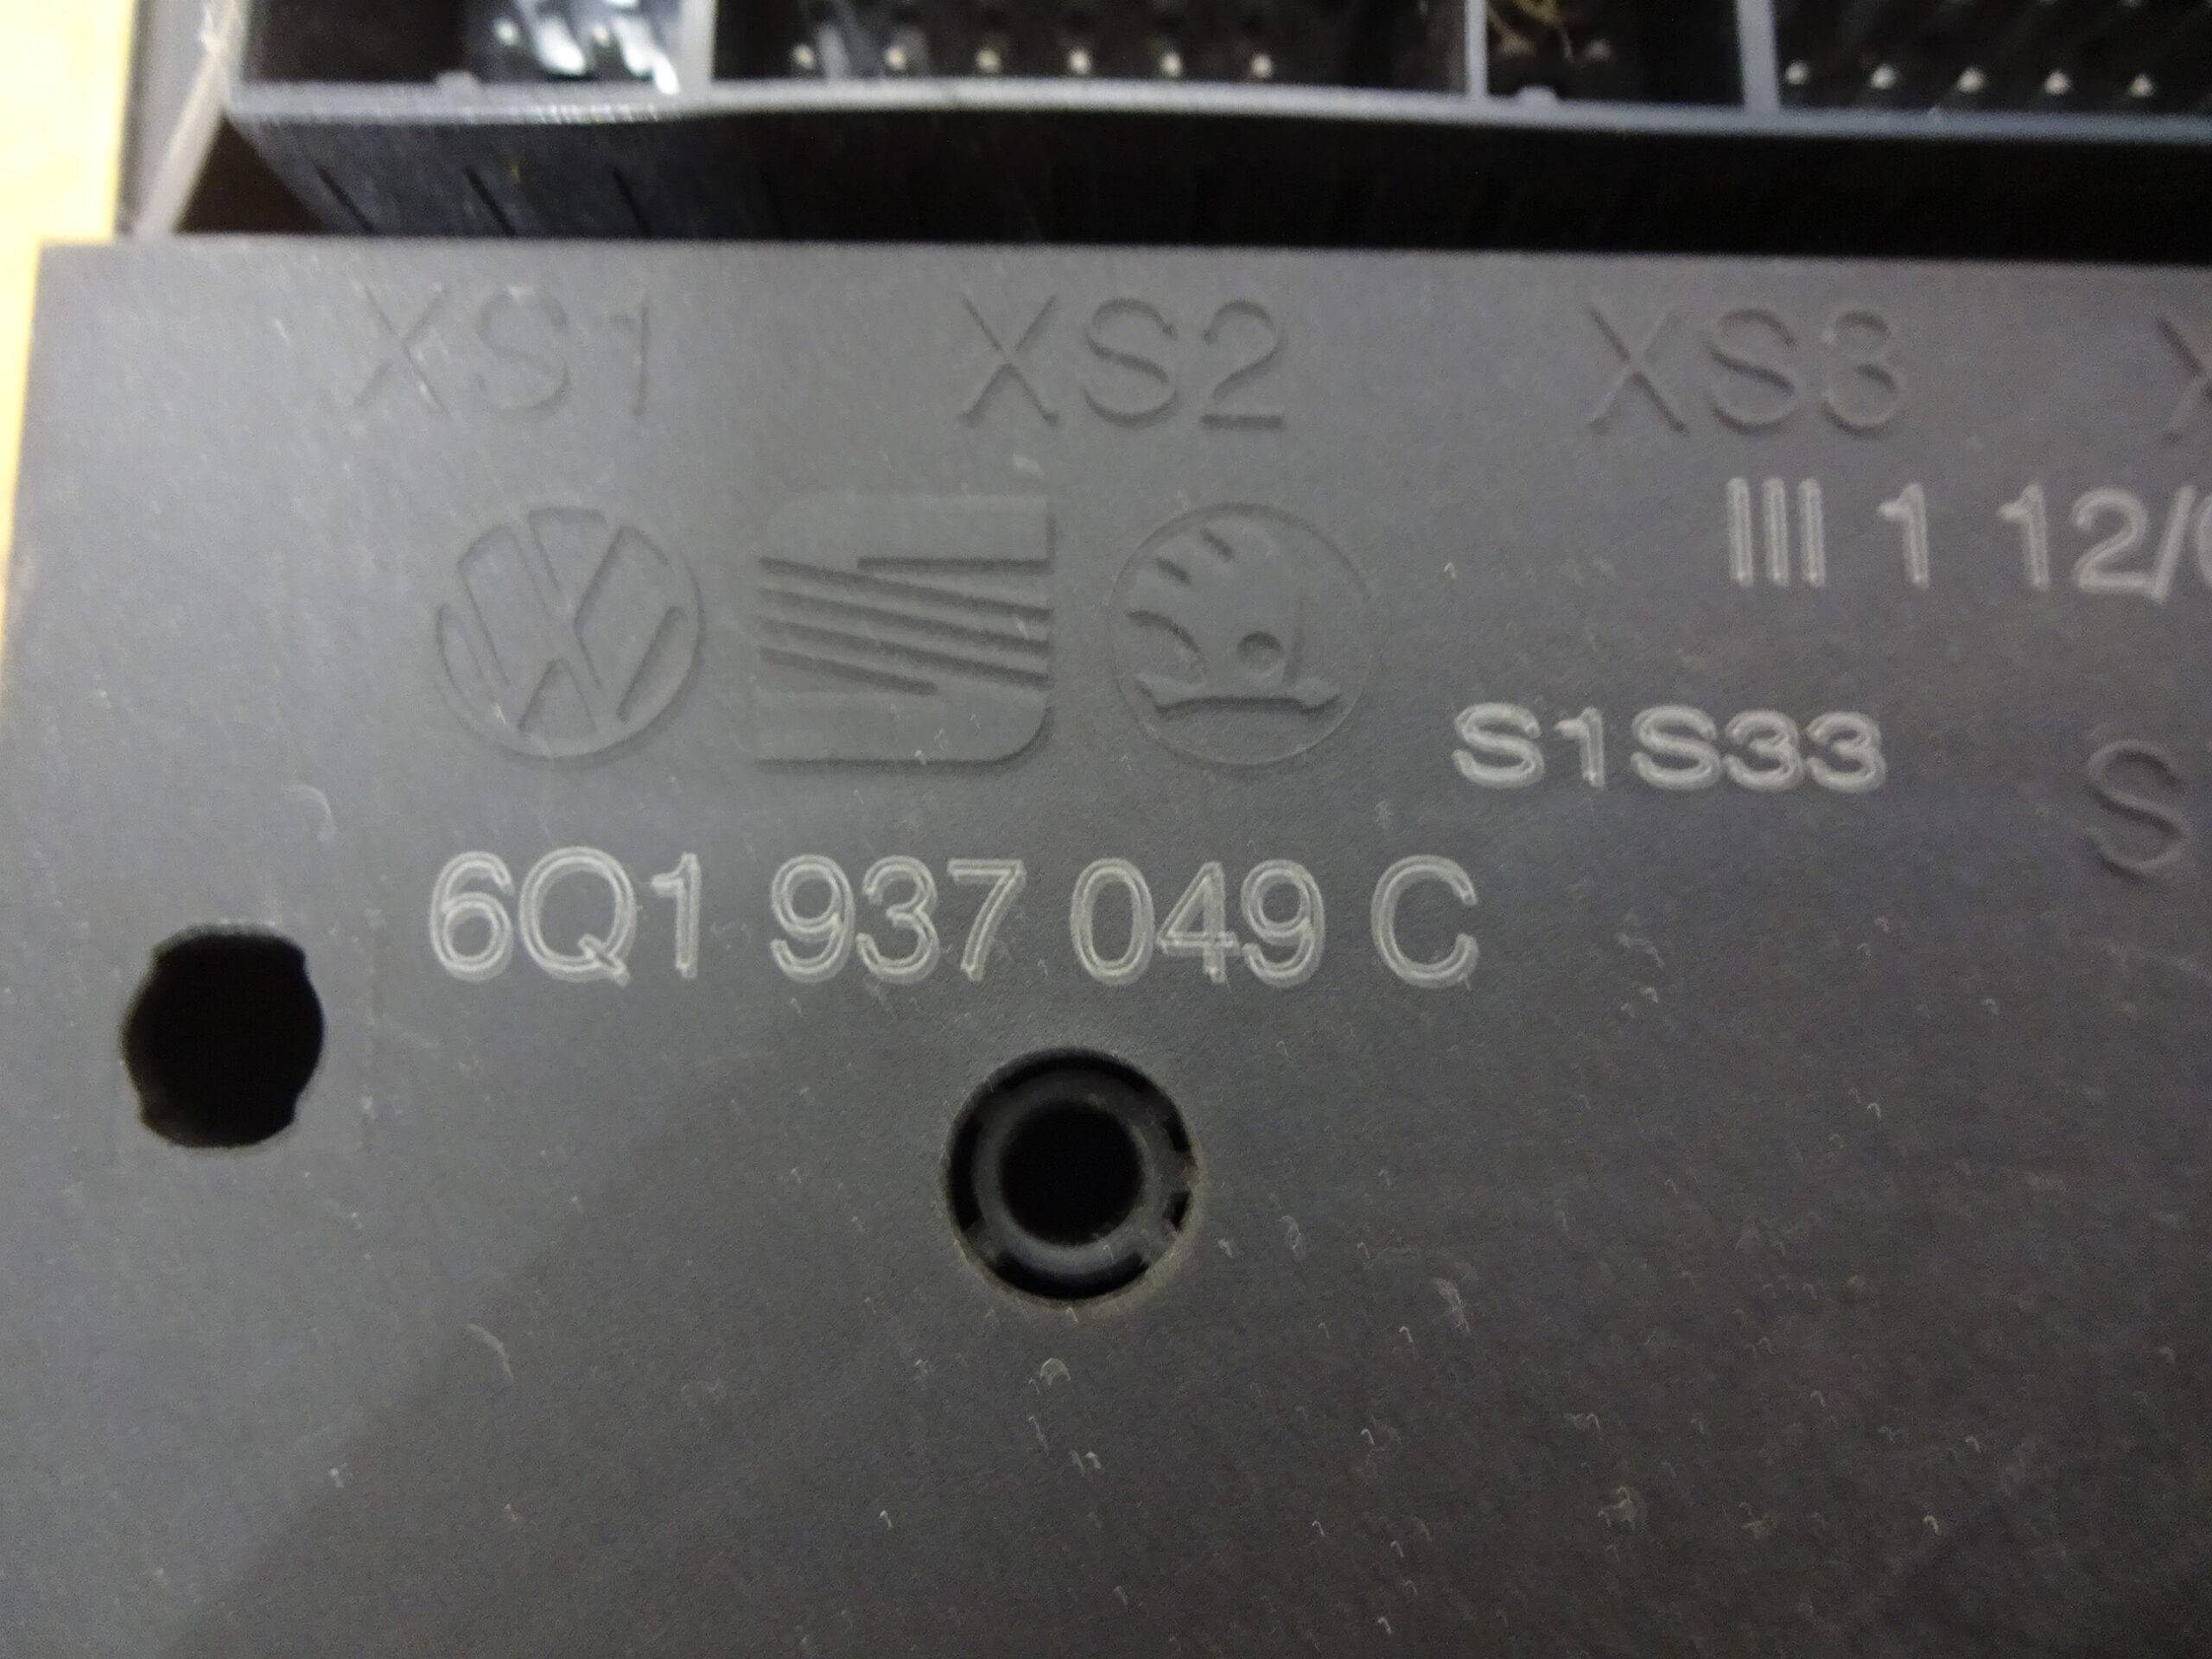 XS1 XS2 XS3
III 1 12/
S1S33
6Q1 937 049 C
S